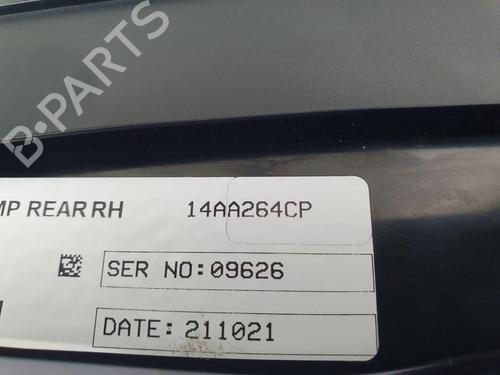 B-PARTS
MP REAR RH 14AA264CP
SER NO:09626
DATE: 211021